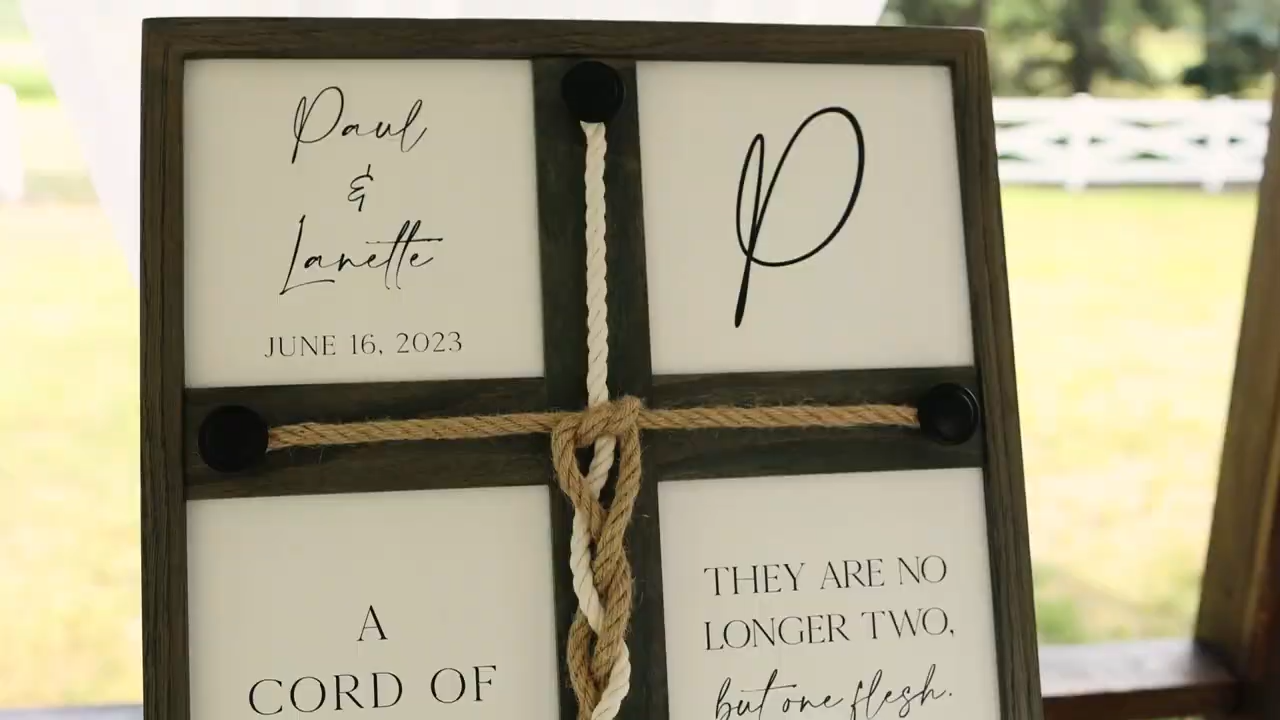 Paul
&
Lanette
JUNE 16, 2023
P
A
CORD OF
THEY ARE NO
LONGER TWO,
but one flesh.